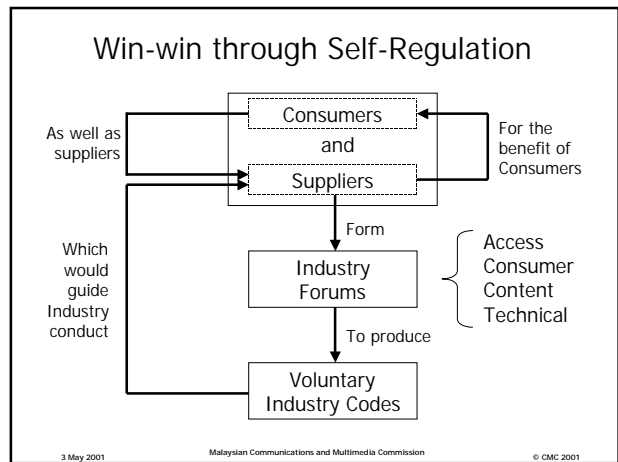 Win-win through Self-Regulation
Consumers
and
Suppliers
As well as
suppliers
For the
benefit of
Consumers
Form
Industry
Forums
Access
Consumer
Content
Technical
Which
would
guide
Industry
conduct
To produce
Voluntary
Industry Codes
3 May 2001
Malaysian Communications and Multimedia Commission
© CMC 2001